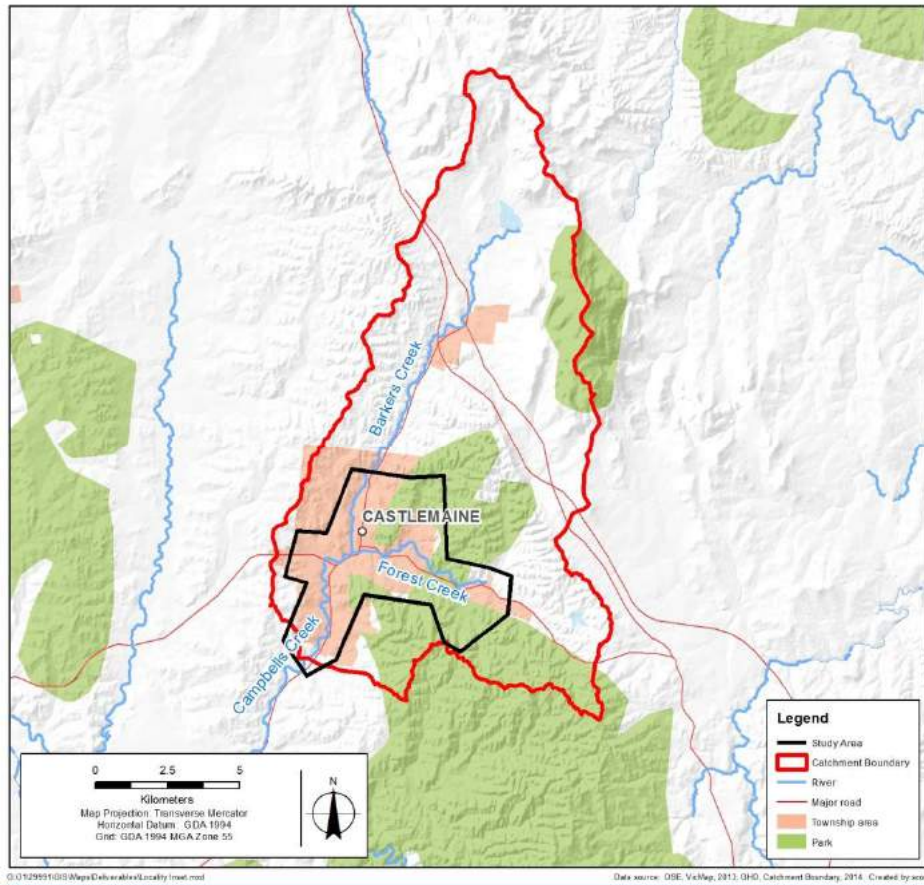 Barkers Creek
CASTLEMAINE
Forest Creek
Campbells Creek
Legend
Study Area
Catchment Boundary
River
Major road
Township area
Park
0 2.5 5
Kilometers
Map Projection: Transverse Mercator
Horizontal Datum: GDA 1994
Grid: GDA 1994 MGA Zone 55
N
Data source: DSE, VicMap, 2013; GHD, Catchment Boundary, 2014. Created by